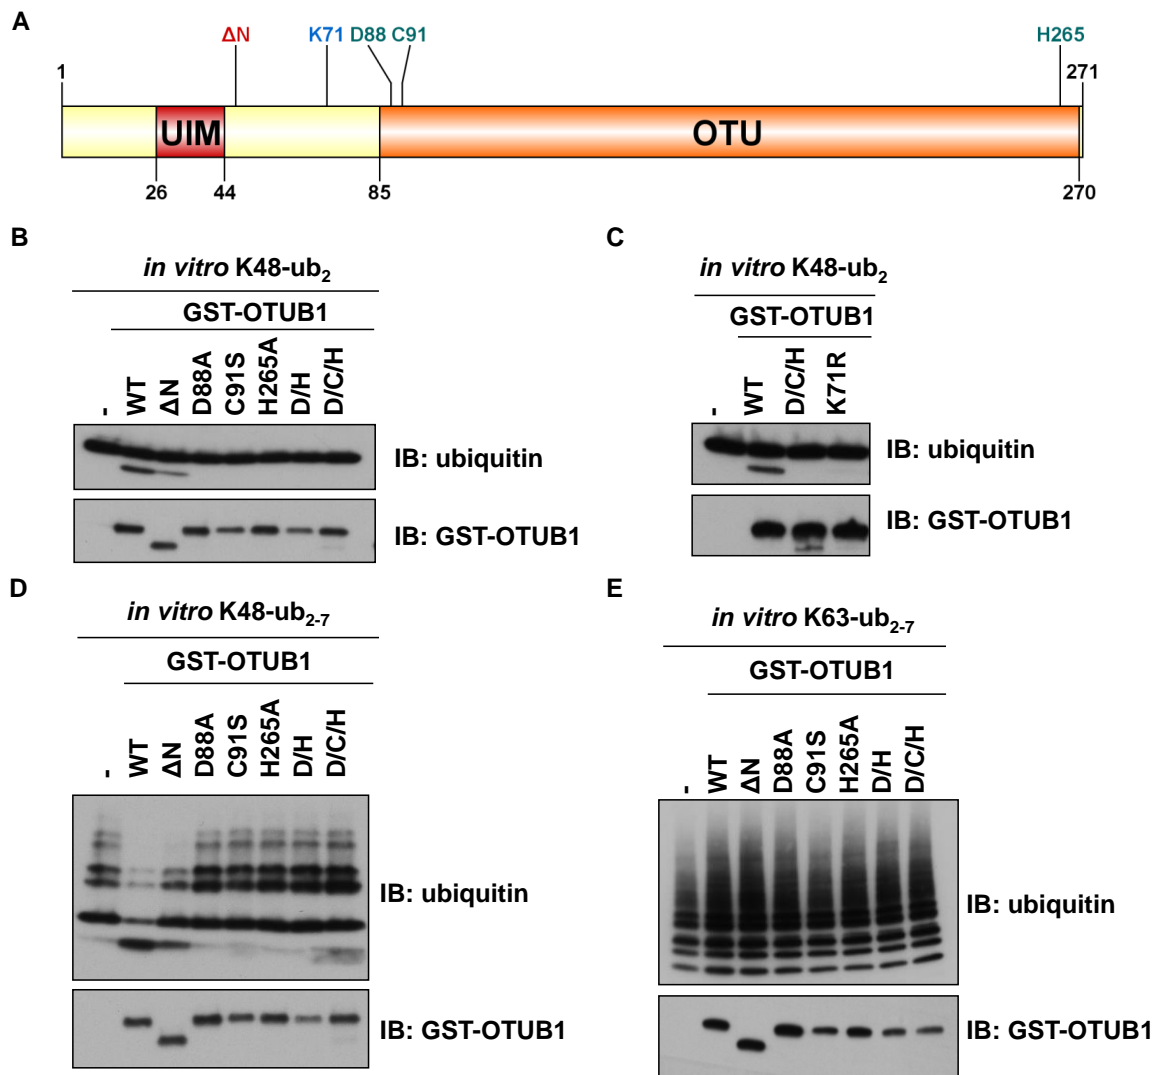 A
ΔN K71 D88 C91 H265
1 271
UIM OTU
26 44 85 270
B
in vitro K48-ub2
GST-OTUB1
- WT ΔN D88A C91S H265A D/H D/C/H
IB: ubiquitin
IB: GST-OTUB1
C
in vitro K48-ub2
GST-OTUB1
- WT D/C/H K71R
IB: ubiquitin
IB: GST-OTUB1
D
in vitro K48-ub2-7
GST-OTUB1
- WT ΔN D88A C91S H265A D/H D/C/H
IB: ubiquitin
IB: GST-OTUB1
E
in vitro K63-ub2-7
GST-OTUB1
- WT ΔN D88A C91S H265A D/H D/C/H
IB: ubiquitin
IB: GST-OTUB1